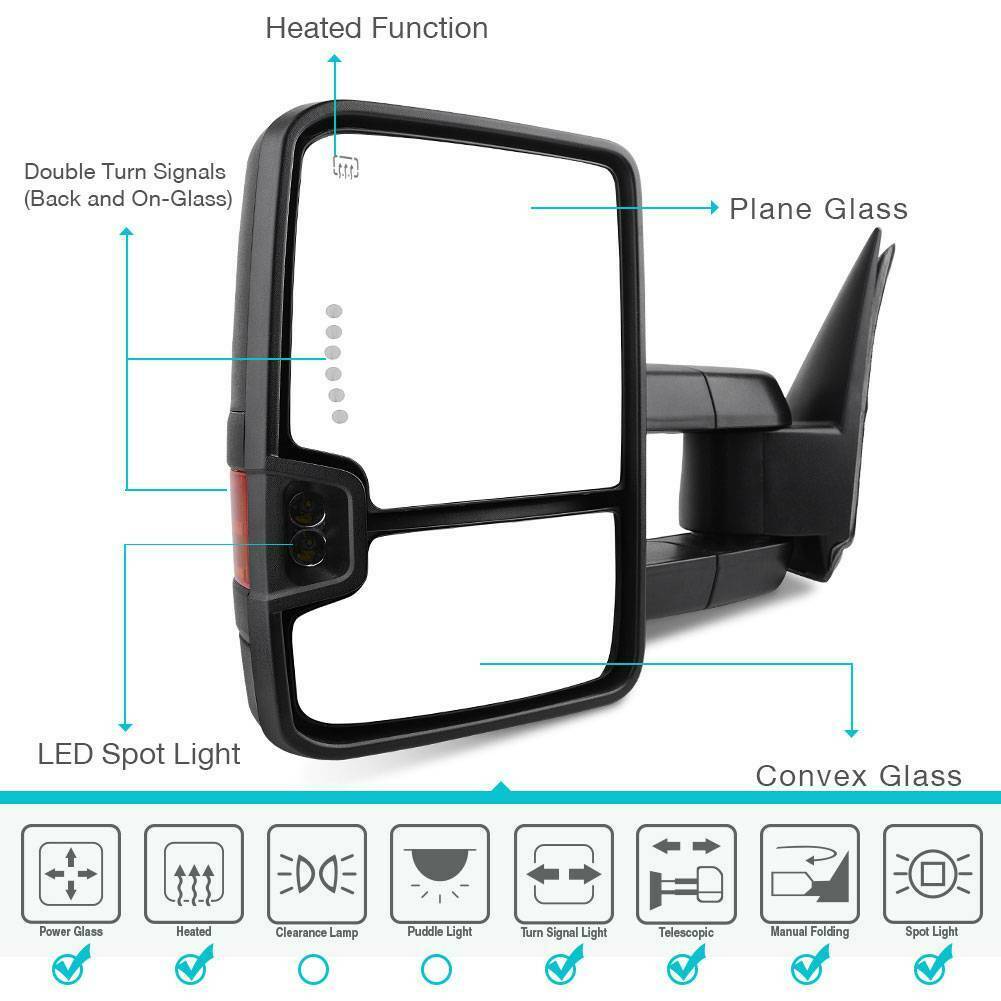 Heated Function
Double Turn Signals
(Back and On-Glass)
Plane Glass
LED Spot Light
Convex Glass
Power Glass
Heated
Clearance Lamp
Puddle Light
Turn Signal Light
Telescopic
Manual Folding
Spot Light